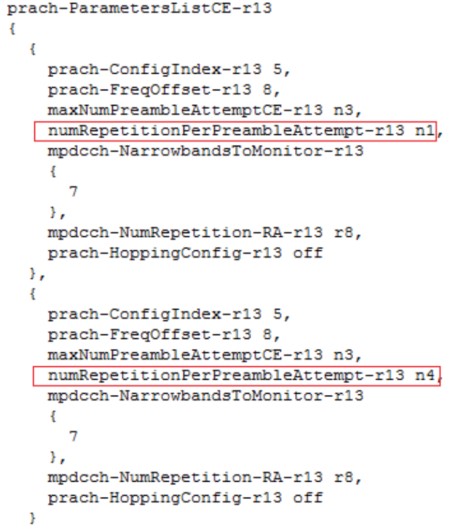 prach-ParametersListCE-r13
{
{
prach-ConfigIndex-r13 5,
prach-FreqOffset-r13 8,
maxNumPreambleAttemptCE-r13 n3,
numRepetitionPerPreambleAttempt-r13 n1,
mpdcch-NarrowbandsToMonitor-r13
{
7
},
mpdcch-NumRepetition-RA-r13 r8,
prach-HoppingConfig-r13 off
},
{
prach-ConfigIndex-r13 5,
prach-FreqOffset-r13 8,
maxNumPreambleAttemptCE-r13 n3,
numRepetitionPerPreambleAttempt-r13 n4,
mpdcch-NarrowbandsToMonitor-r13
{
7
},
mpdcch-NumRepetition-RA-r13 r8,
prach-HoppingConfig-r13 off
}